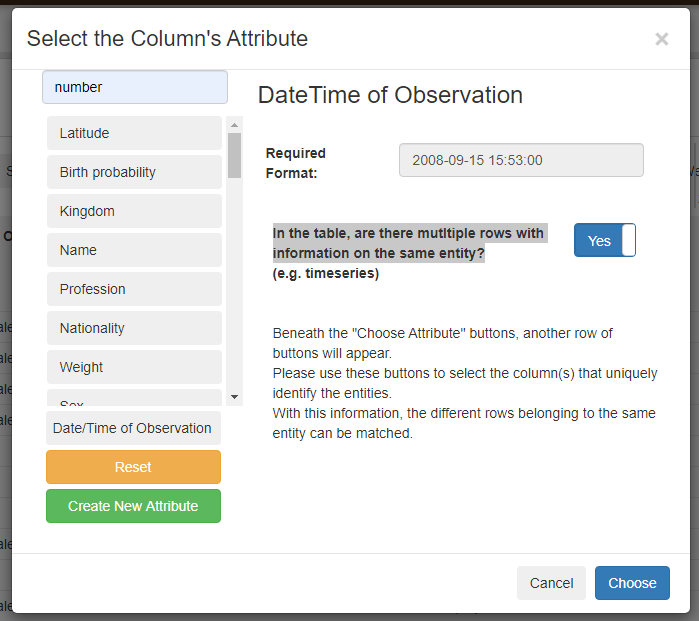 Select the Column's Attribute
×
number
Latitude
Birth probability
Kingdom
Name
Profession
Nationality
Weight
Sex
Date/Time of Observation
Reset
Create New Attribute
DateTime of Observation
Required
Format:
2008-09-15 15:53:00
In the table, are there mutltiple rows with
information on the same entity?
(e.g. timeseries)
Yes
Beneath the "Choose Attribute" buttons, another row of
buttons will appear.
Please use these buttons to select the column(s) that uniquely
identify the entities.
With this information, the different rows belonging to the same
entity can be matched.
Cancel
Choose